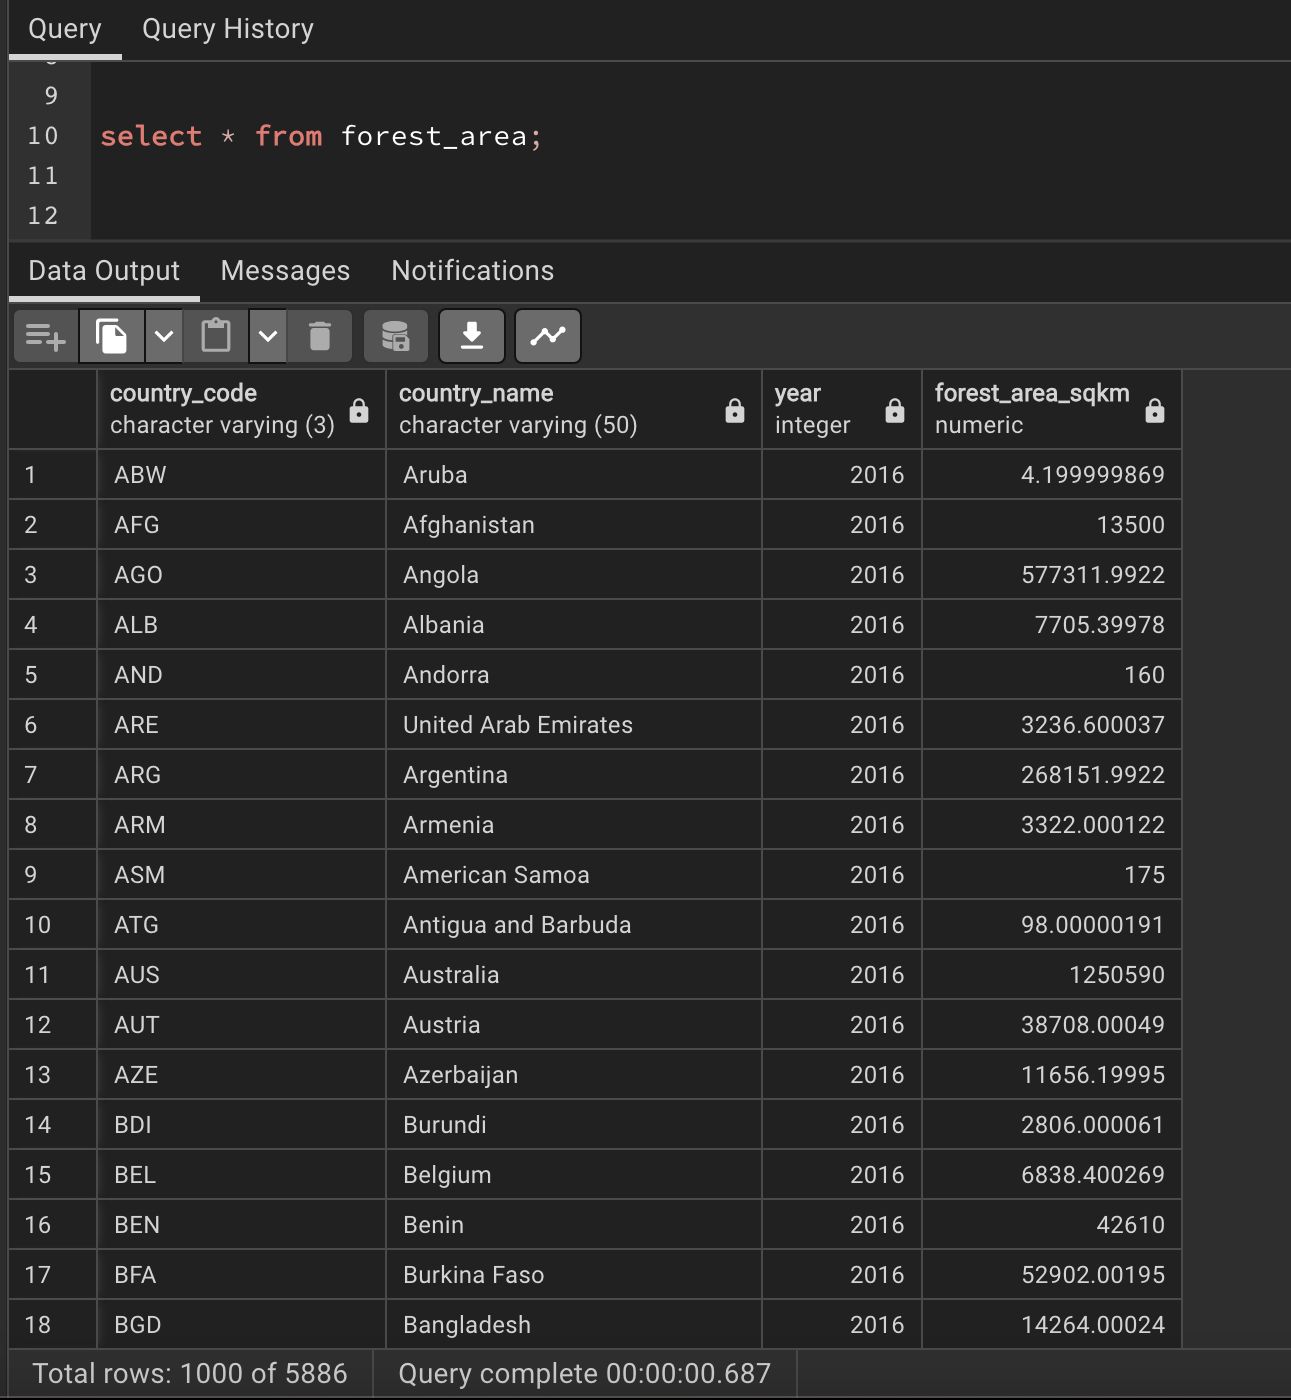 Query Query History
9
10 select * from forest_area;
11
12
Data Output Messages Notifications
country_code country_name year forest_area_sqkm
character varying (3) character varying (50) integer numeric
1 ABW Aruba 2016 4.199999869
2 AFG Afghanistan 2016 13500
3 AGO Angola 2016 577311.9922
4 ALB Albania 2016 7705.39978
5 AND Andorra 2016 160
6 ARE United Arab Emirates 2016 3236.600037
7 ARG Argentina 2016 268151.9922
8 ARM Armenia 2016 3322.000122
9 ASM American Samoa 2016 175
10 ATG Antigua and Barbuda 2016 98.00000191
11 AUS Australia 2016 1250590
12 AUT Austria 2016 38708.00049
13 AZE Azerbaijan 2016 11656.19995
14 BDI Burundi 2016 2806.000061
15 BEL Belgium 2016 6838.400269
16 BEN Benin 2016 42610
17 BFA Burkina Faso 2016 52902.00195
18 BGD Bangladesh 2016 14264.00024
Total rows: 1000 of 5886 Query complete 00:00:00.687